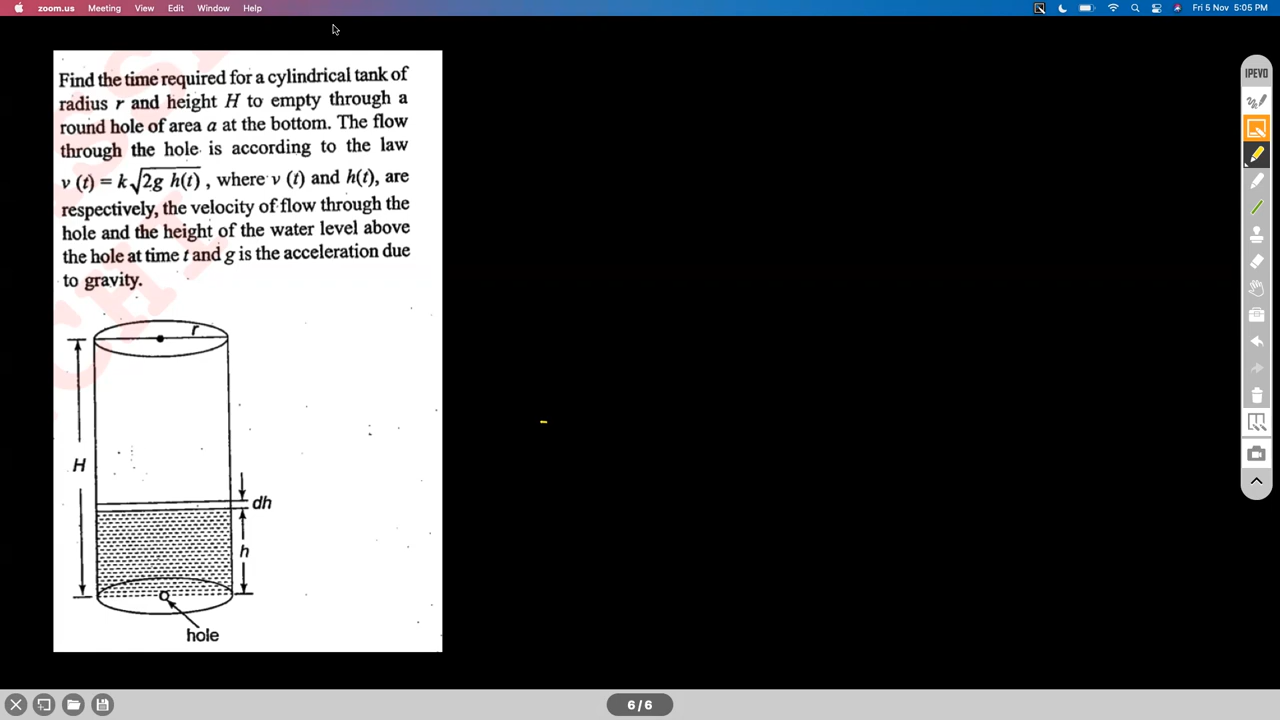 zoom.us Meeting View Edit Window Help
Fri 5 Nov 5:05 PM
IPEVO
Find the time required for a cylindrical tank of
radius r and height H to empty through a
round hole of area a at the bottom. The flow
through the hole is according to the law
v (t) = k√2g h(t) , where v (t) and h(t), are
respectively, the velocity of flow through the
hole and the height of the water level above
the hole at time t and g is the acceleration due
to gravity.
r
H
dh
h
hole
6 / 6